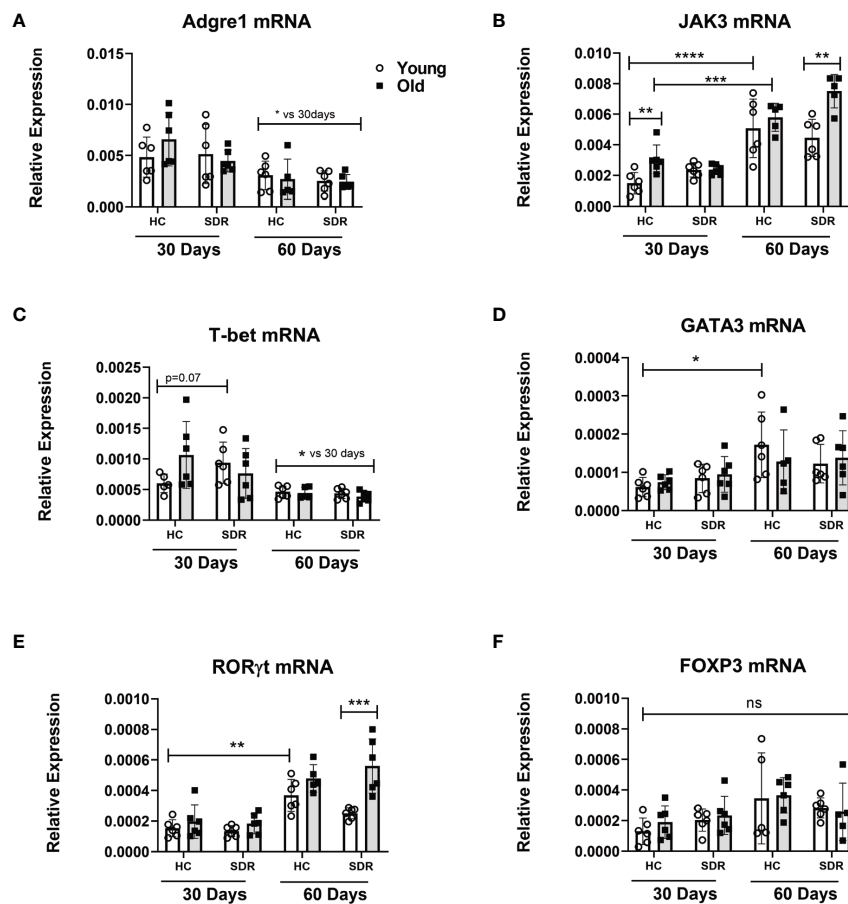 A
Adgre1 mRNA
Relative Expression
0.015
0.010
0.005
0.000
Young
Old
* vs 30days
HC
SDR
HC
SDR
30 Days
60 Days
B
JAK3 mRNA
Relative Expression
0.010
0.008
0.006
0.004
0.002
0.000
****
***
**
**
HC
SDR
HC
SDR
30 Days
60 Days
C
T-bet mRNA
Relative Expression
0.0025
0.0020
0.0015
0.0010
0.0005
0.0000
p=0.07
* vs 30 days
HC
SDR
HC
SDR
30 Days
60 Days
D
GATA3 mRNA
Relative Expression
0.0004
0.0003
0.0002
0.0001
0.0000
*
HC
SDR
HC
SDR
30 Days
60 Days
E
RORγt mRNA
Relative Expression
0.0010
0.0008
0.0006
0.0004
0.0002
0.0000
**
***
HC
SDR
HC
SDR
30 Days
60 Days
F
FOXP3 mRNA
Relative Expression
0.0010
0.0008
0.0006
0.0004
0.0002
0.0000
ns
HC
SDR
HC
SDR
30 Days
60 Days